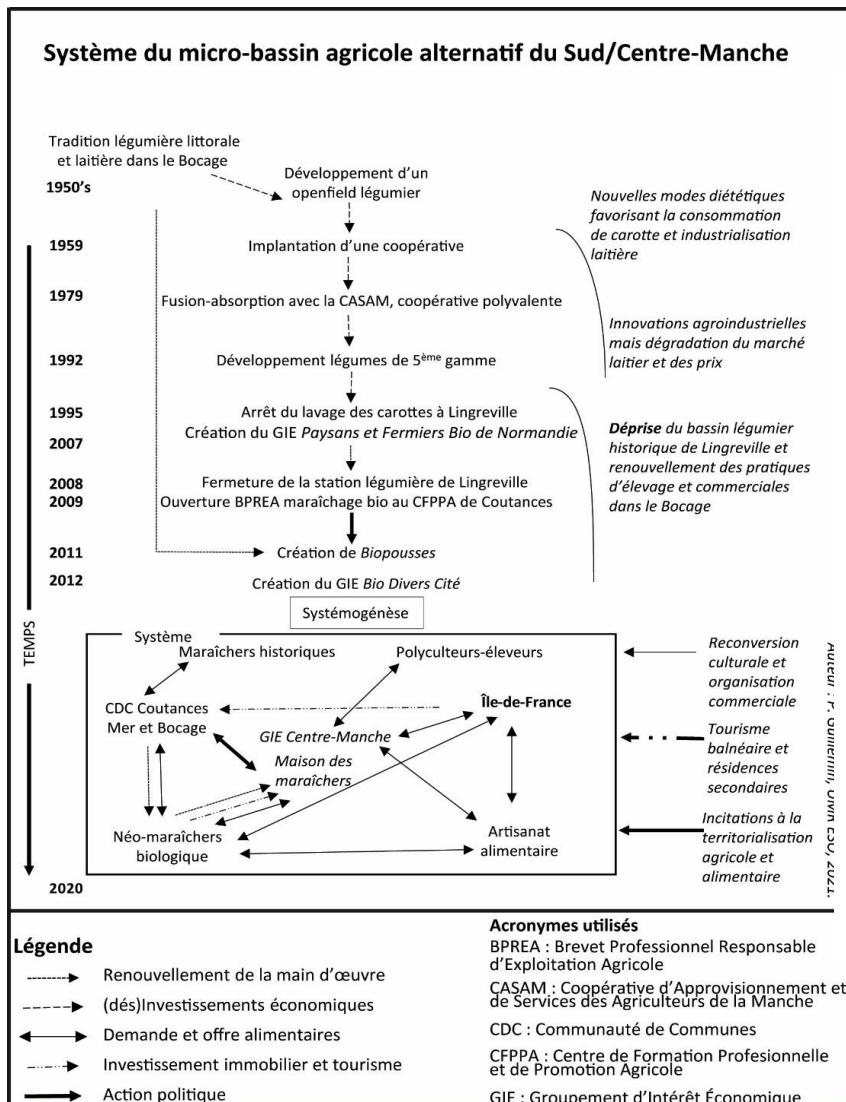 Système du micro-bassin agricole alternatif du Sud/Centre-Manche
Tradition légumière littorale
et laitière dans le Bocage
1950's
Développement d'un
openfield légumier
Nouvelles modes diététiques
favorisant la consommation
de carotte et industrialisation
laitière
1959
Implantation d'une coopérative
1979
Fusion-absorption avec la CASAM, coopérative polyvalente
Innovations agroindustrielles
mais dégradation du marché
laitier et des prix
1992
Développement légumes de 5ème gamme
1995
Arrêt du lavage des carottes à Lingreville
Création du GIE Paysans et Fermiers Bio de Normandie
2007
Déprise du bassin légumier
historique de Lingreville et
renouvellement des pratiques
d'élevage et commerciales
dans le Bocage
2008
Fermeture de la station légumière de Lingreville
2009
Ouverture BPREA maraîchage bio au CFPPA de Coutances
2011
Création de Biopousses
2012
Création du GIE Bio Divers Cité
Systémogénèse
TEMPS
Système
Maraîchers historiques
Polyculteurs-éleveurs
CDC Coutances
Mer et Bocage
Île-de-France
GIE Centre-Manche
Maison des
maraîchers
Néo-maraîchers
biologique
Artisanat
alimentaire
2020
Reconversion
culturale et
organisation
commerciale
Tourisme
balnéaire et
résidences
secondaires
Incitations à la
territorialisation
agricole et
alimentaire
Auteur : P. Guillemin, UMR ESO, 2021.
Légende
Renouvellement de la main d'œuvre
(dés)Investissements économiques
Demande et offre alimentaires
Investissement immobilier et tourisme
Action politique
Acronymes utilisés
BPREA : Brevet Professionnel Responsable
d'Exploitation Agricole
CASAM : Coopérative d'Approvisionnement et
de Services des Agriculteurs de la Manche
CDC : Communauté de Communes
CFPPA : Centre de Formation Profesionnelle
et de Promotion Agricole
GIE : Groupement d'Intérêt Économique